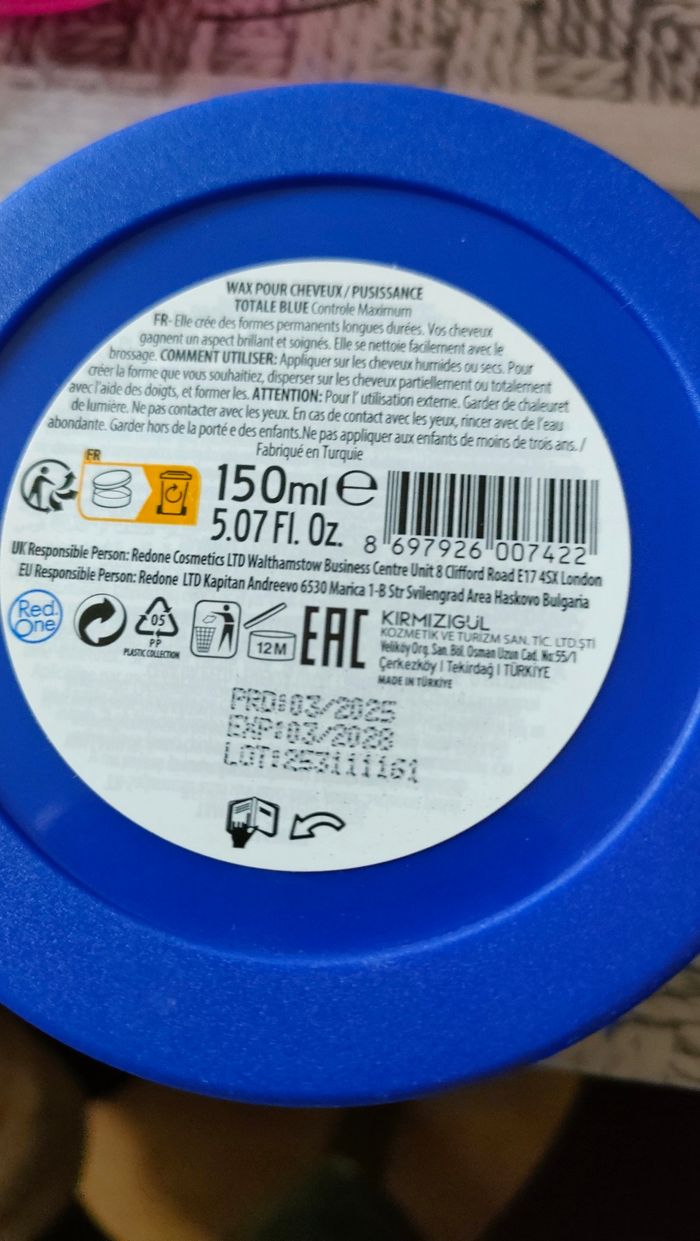 WAX POUR CHEVEUX / PUSISSANCE
TOTALE BLUE Controle Maximum
FR- Elle crée des formes permanents longues durées. Vos cheveux
gagnent un aspect brillant et soignés. Elle se nettoie facilement avec le
brossage. COMMENT UTILISER: Appliquer sur les cheveux humides ou secs. Pour
créer la forme que vous souhaitiez, disperser sur les cheveux partiellement ou totalement
avec l'aide des doigts, et former les. ATTENTION: Pour l' utilisation externe. Garder de chaleuret
de lumière. Ne pas contacter avec les yeux. En cas de contact avec les yeux, rincer avec de l'eau
abondante. Garder hors de la porté e des enfants.Ne pas appliquer aux enfants de moins de trois ans. /
Fabriqué en Turquie
FR
150ml e
5.07 Fl. Oz.
8 697926 007422
UK Responsible Person: Redone Cosmetics LTD Walthamstow Business Centre Unit 8 Clifford Road E17 4SX London
EU Responsible Person: Redone LTD Kapitan Andreevo 6530 Marica 1-B Str Svilengrad Area Haskovo Bulgaria
Red
One
05
PP
PLASTIC COLLECTION
12M
EAC
KIRMIZIGÜL
KOZMETİK VE TURİZM SAN. TİC. LTD.ŞTİ
Veliköy Org. San. Böl. Osman Uzun Cad. No:55/1
Çerkezköy | Tekirdağ | TÜRKİYE
MADE IN TÜRKİYE
PRD:03/2025
EXP:03/2028
LOT:253111161